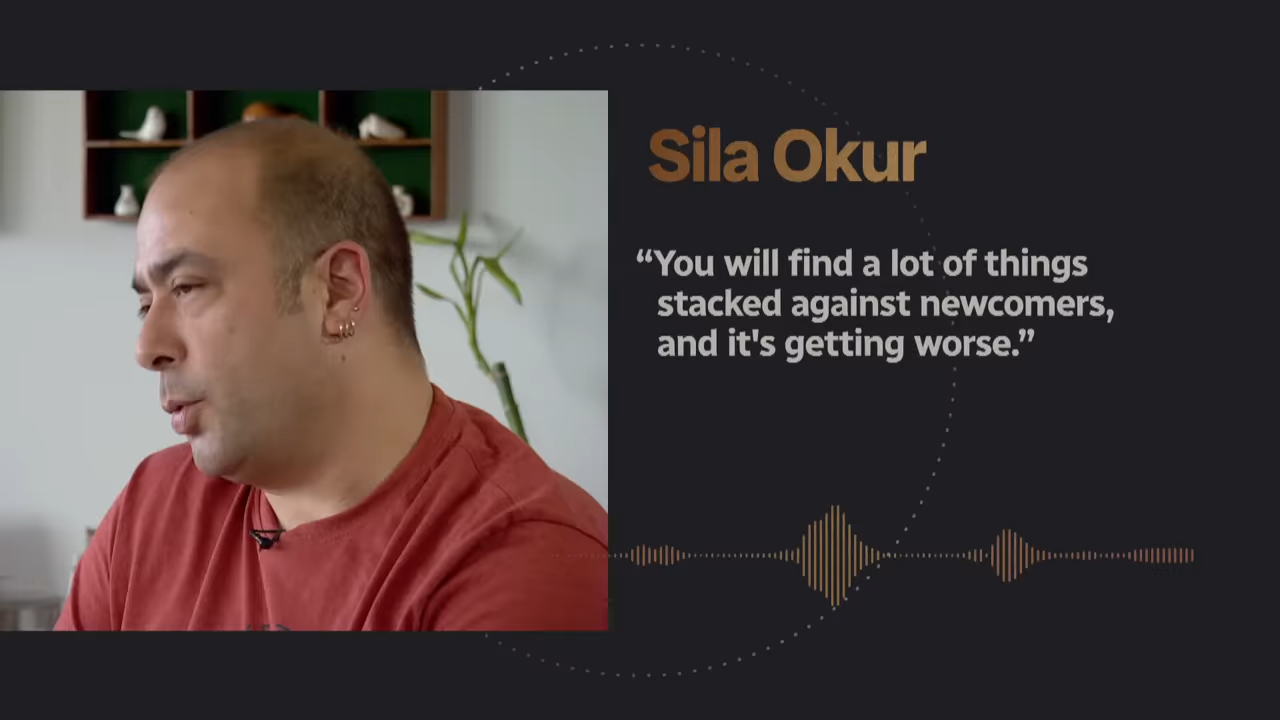 Sila Okur
“You will find a lot of things
stacked against newcomers,
and it's getting worse.”